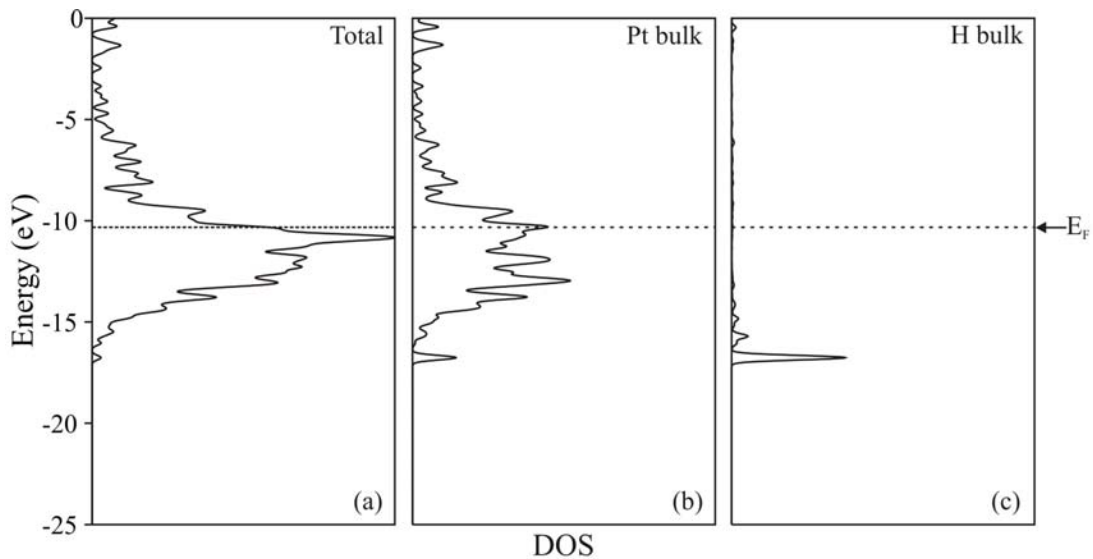 Total
Pt bulk
H bulk
0
-5
-10
-15
-20
-25
Energy (eV)
E_F
(a)
(b)
(c)
DOS